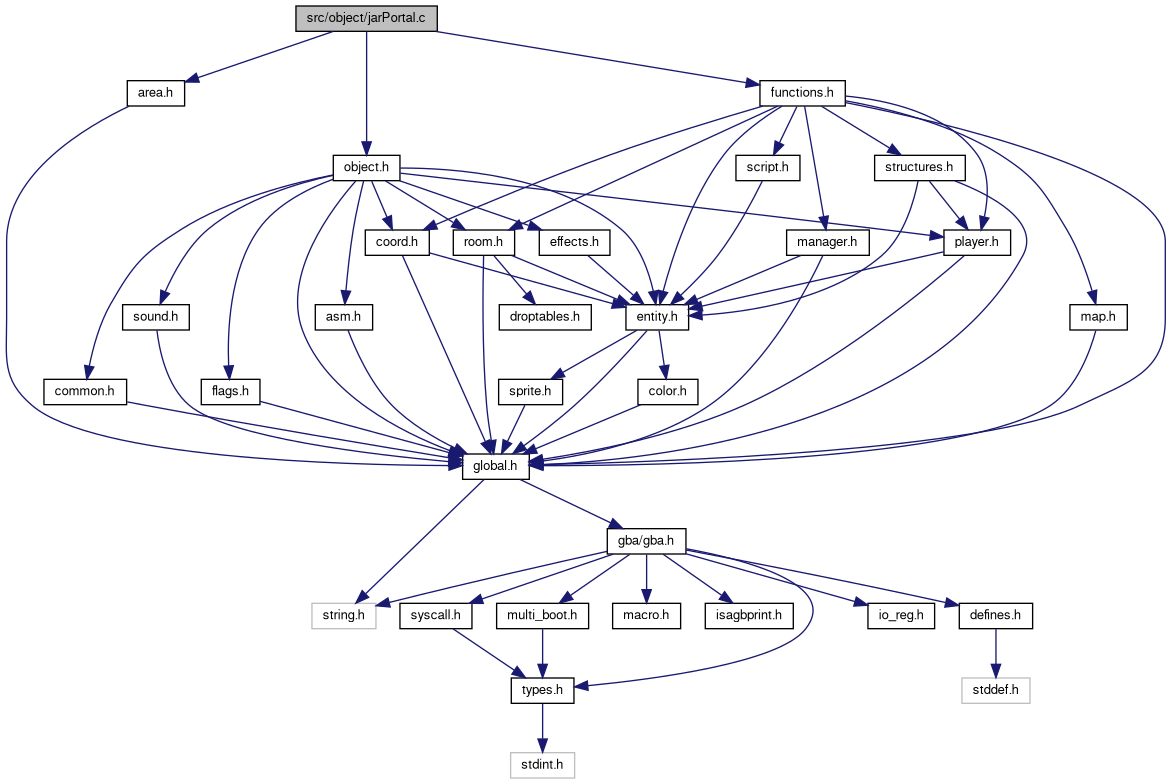 src/object/jarPortal.c
area.h
functions.h
object.h
script.h
structures.h
coord.h
room.h
effects.h
manager.h
player.h
sound.h
asm.h
droptables.h
entity.h
map.h
common.h
flags.h
sprite.h
color.h
global.h
gba/gba.h
string.h
syscall.h
multi_boot.h
macro.h
isagbprint.h
io_reg.h
defines.h
types.h
stddef.h
stdint.h